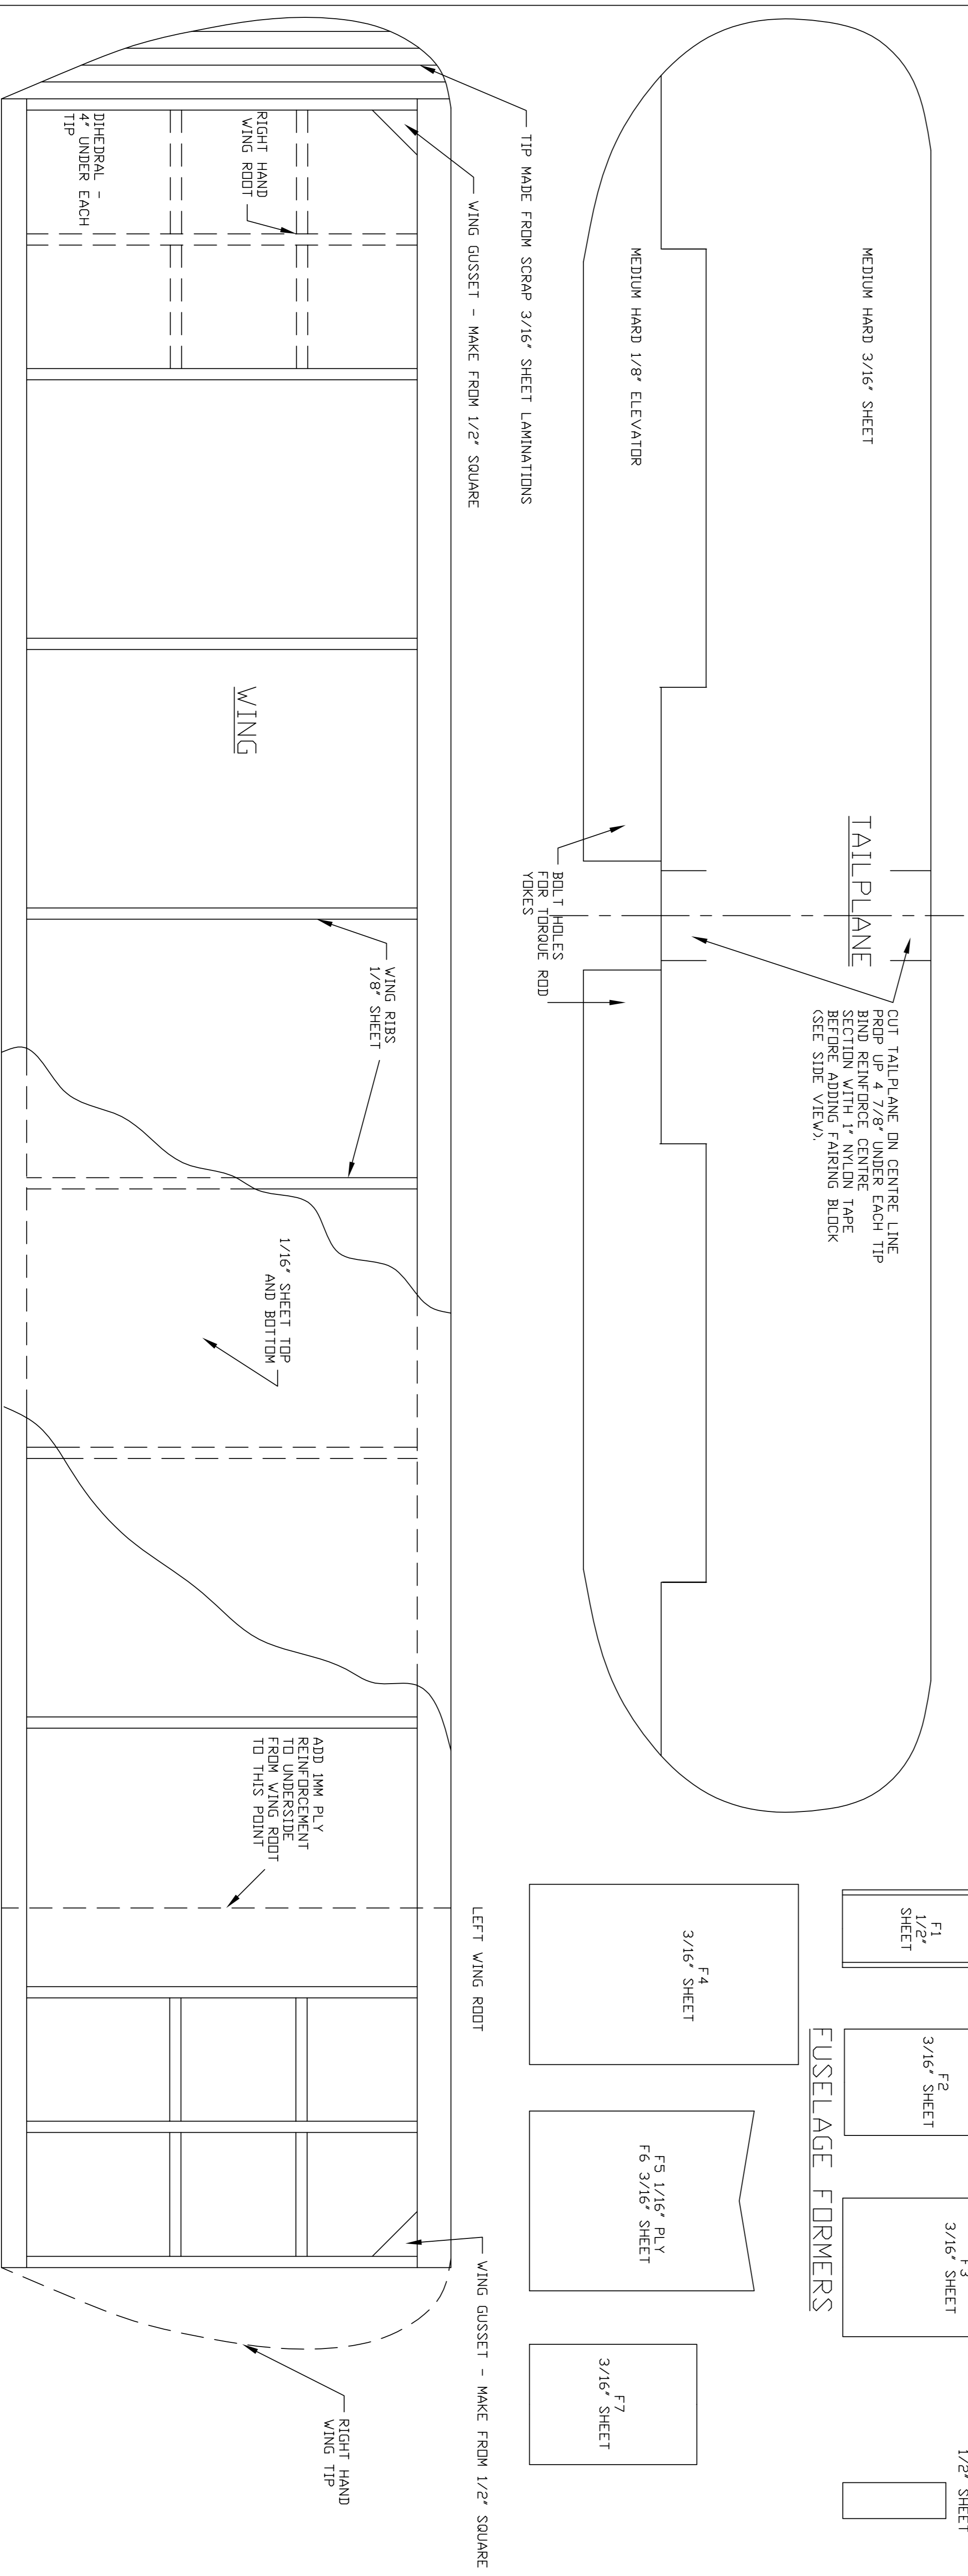 MEDIUM HARD 3/16" SHEET
MEDIUM HARD 1/8" ELEVATOR
TAILPLANE
CUT TAILPLANE ON CENTRE LINE
PROP UP 4 7/8" UNDER EACH TIP
BIND REINFORCE CENTRE
SECTION WITH 1" NYLON TAPE
BEFORE ADDING FAIRING BLOCK
(SEE SIDE VIEW).
BOLT HOLES
FOR TORQUE ROD
YOKES
TIP MADE FROM SCRAP 3/16" SHEET LAMINATIONS
WING GUSSET - MAKE FROM 1/2" SQUARE
RIGHT HAND
WING ROOT
DIHEDRAL -
4" UNDER EACH
TIP
WING
WING RIBS
1/8" SHEET
1/16" SHEET TOP
AND BOTTOM
ADD 1MM PLY
REINFORCEMENT
TO UNDERSIDE
FROM WING ROOT
TO THIS POINT
LEFT WING ROOT
WING GUSSET - MAKE FROM 1/2" SQUARE
RIGHT HAND
WING TIP
F1
1/2"
SHEET
F2
3/16" SHEET
F3
3/16" SHEET
1/2" SHEET
FUSELAGE FORMERS
F4
3/16" SHEET
F5 1/16" PLY
F6 3/16" SHEET
F7
3/16" SHEET